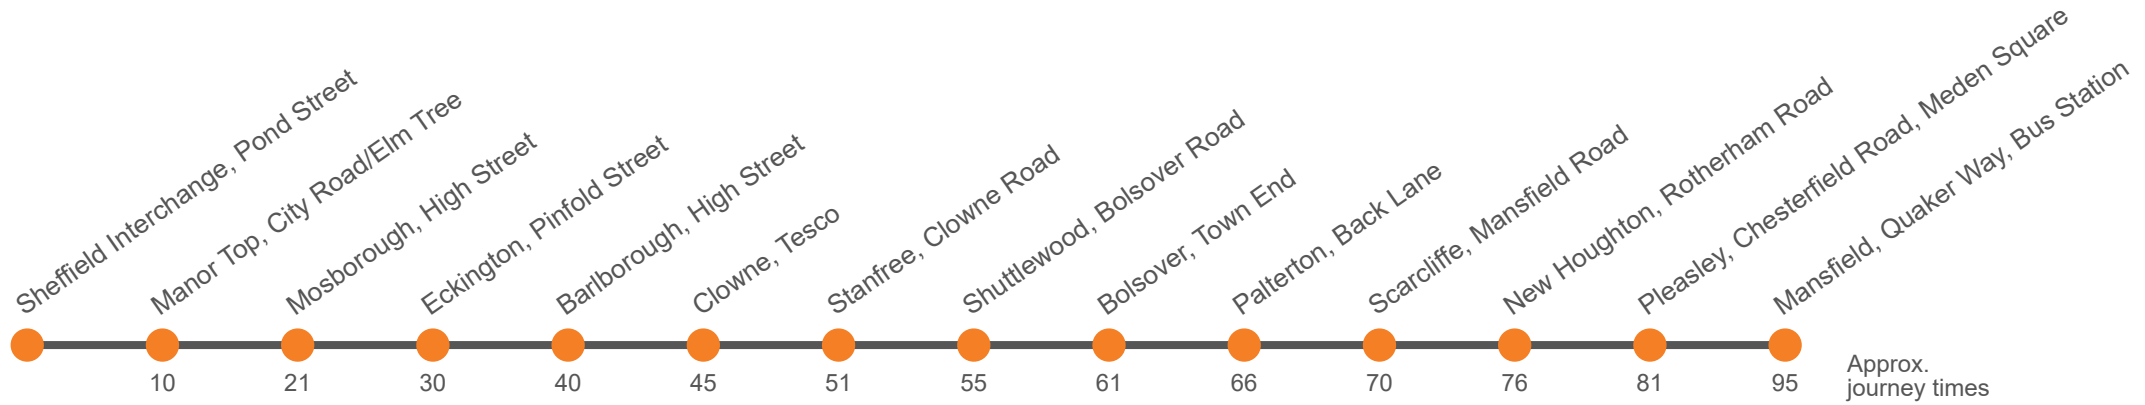 Sheffield Interchange, Pond Street
Manor Top, City Road/Elm Tree
Mosborough, High Street
Eckington, Pinfold Street
Barlborough, High Street
Clowne, Tesco
Stanfree, Clowne Road
Shuttlewood, Bolsover Road
Bolsover, Town End
Palterton, Back Lane
Scarcliffe, Mansfield Road
New Houghton, Rotherham Road
Pleasley, Chesterfield Road, Meden Square
Mansfield, Quaker Way, Bus Station
10 21 30 40 45 51 55 61 66 70 76 81 95
Approx.
journey times